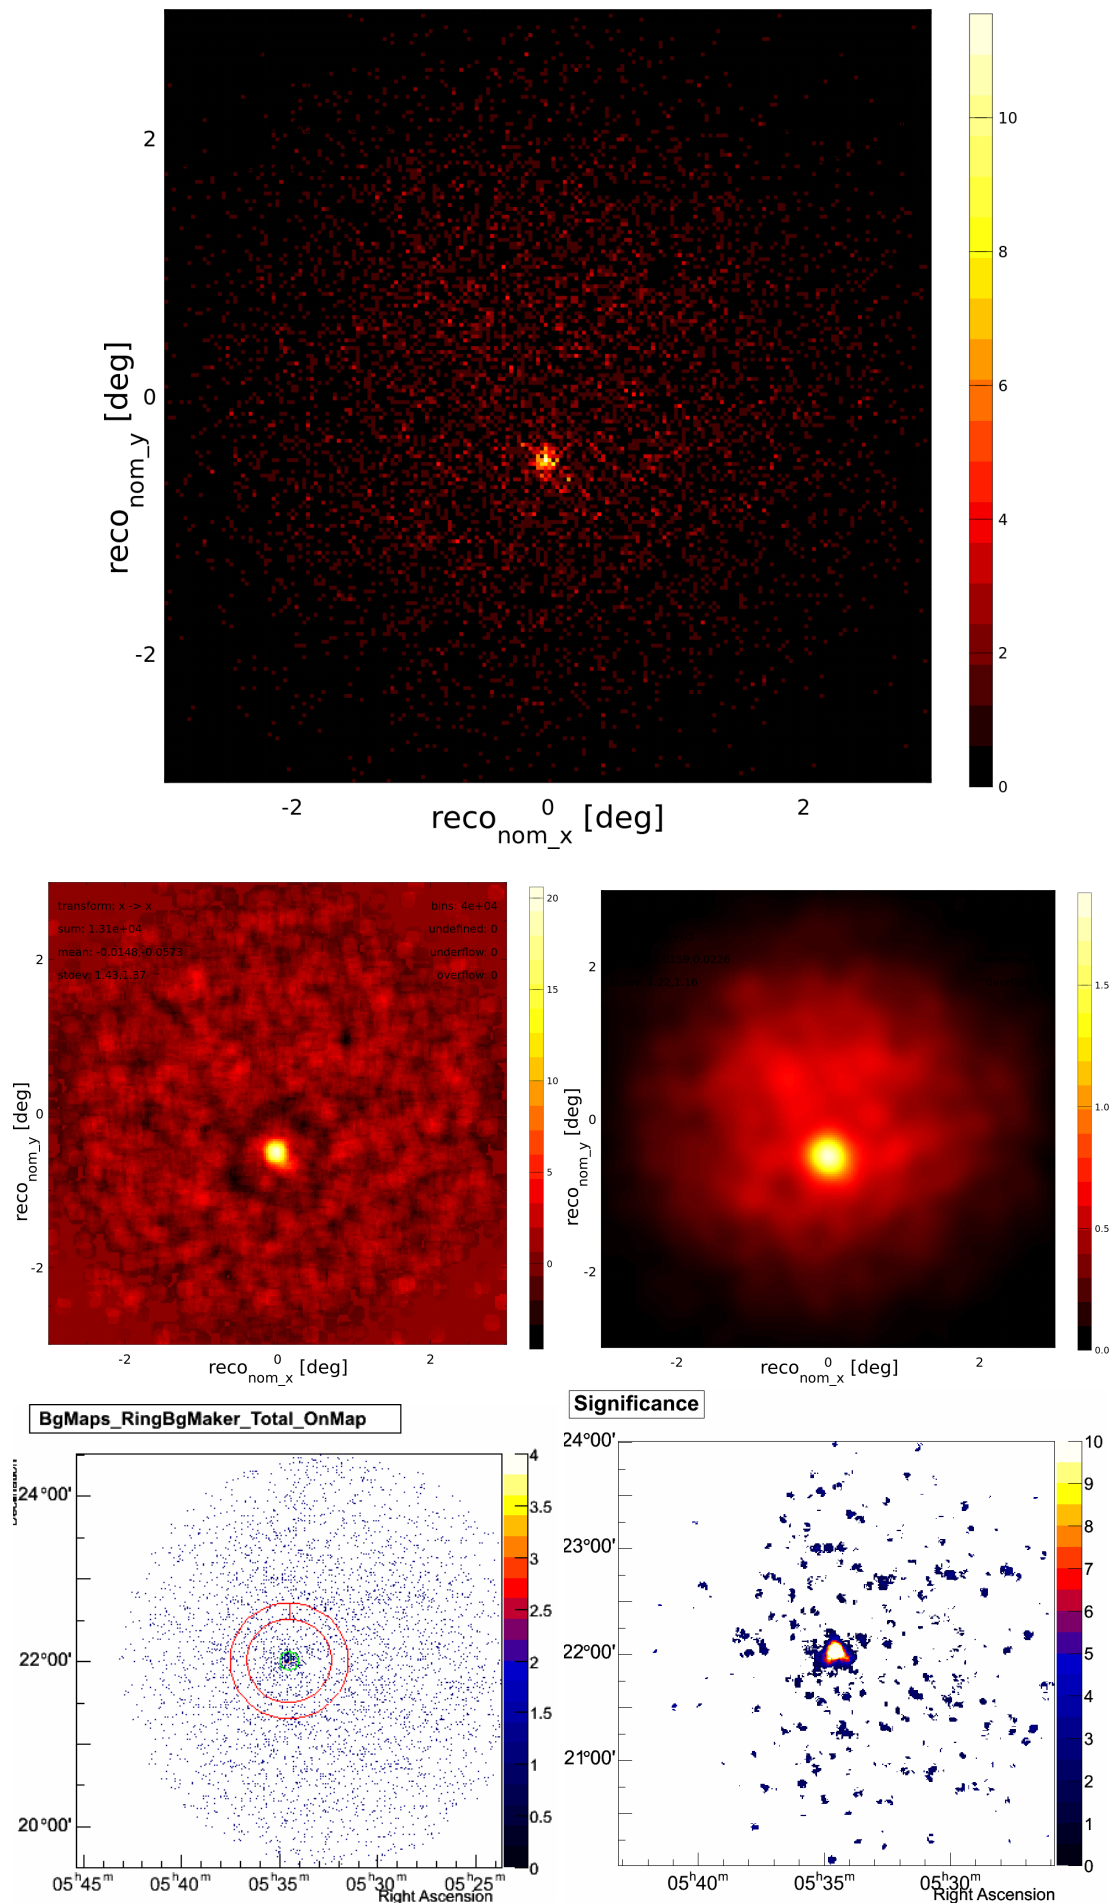 10
8
6
4
2
0
2
0
-2
reco_nom_y [deg]
-2 0 2
reco_nom_x [deg]
transform: x -> x
sum: 1.31e+04
mean: -0.0148,-0.0573
stdev: 1.43,1.37
bins: 4e+04
undefined: 0
underflow: 0
overflow: 0
20
15
10
5
0
2
0
-2
reco_nom_y [deg]
-2 0 2
reco_nom_x [deg]
1.5
1.0
0.5
0.0
2
0
-2
reco_nom_y [deg]
-2 0 2
reco_nom_x [deg]
BgMaps_RingBgMaker_Total_OnMap
24°00'
22°00'
20°00'
4
3.5
3
2.5
2
1.5
1
0.5
0
05h45m 05h40m 05h35m 05h30m 05h25m
Right Ascension
Significance
24°00'
23°00'
22°00'
21°00'
10
9
8
7
6
5
4
3
2
1
0
05h40m 05h35m 05h30m
Right Ascension